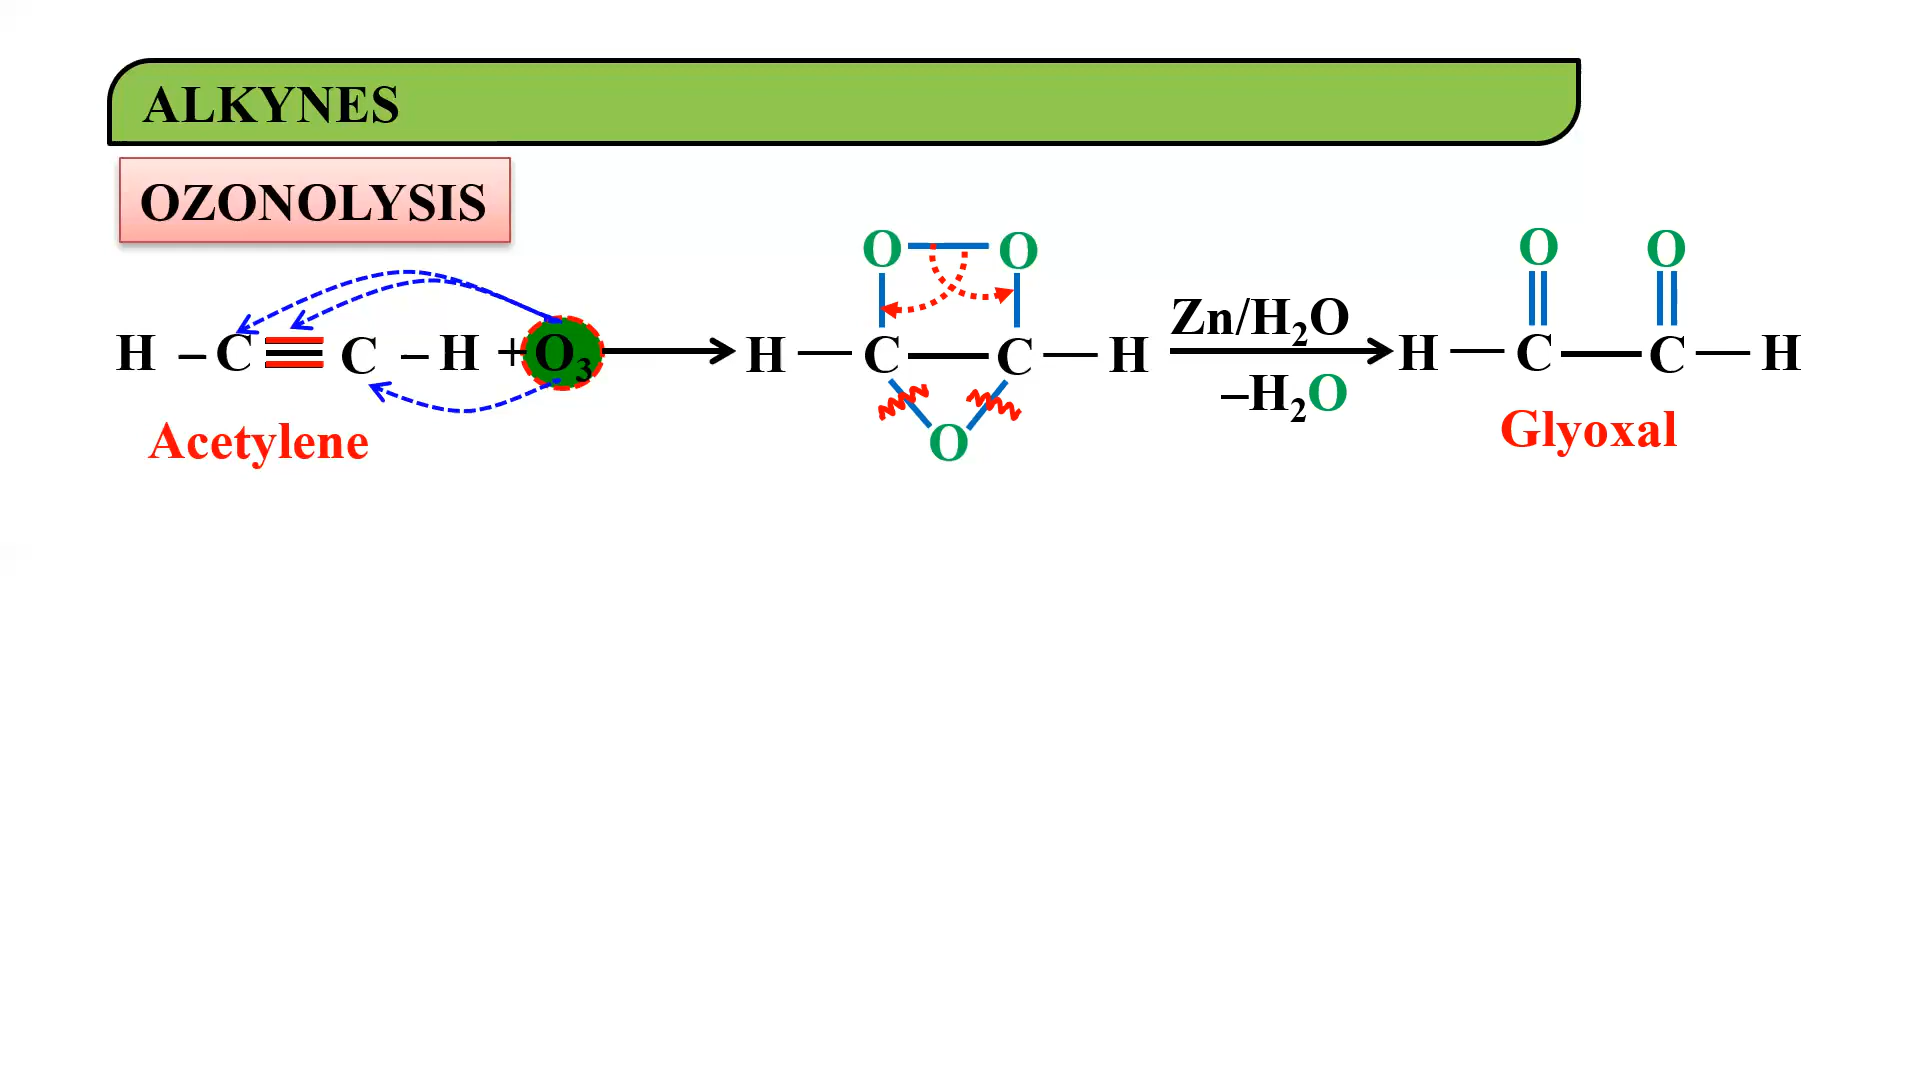 ALKYNES
OZONOLYSIS
O O O O
H – C ≡ C – H + O₃ H — C — C — H Zn/H₂O H — C — C — H
–H₂O
Acetylene O Glyoxal